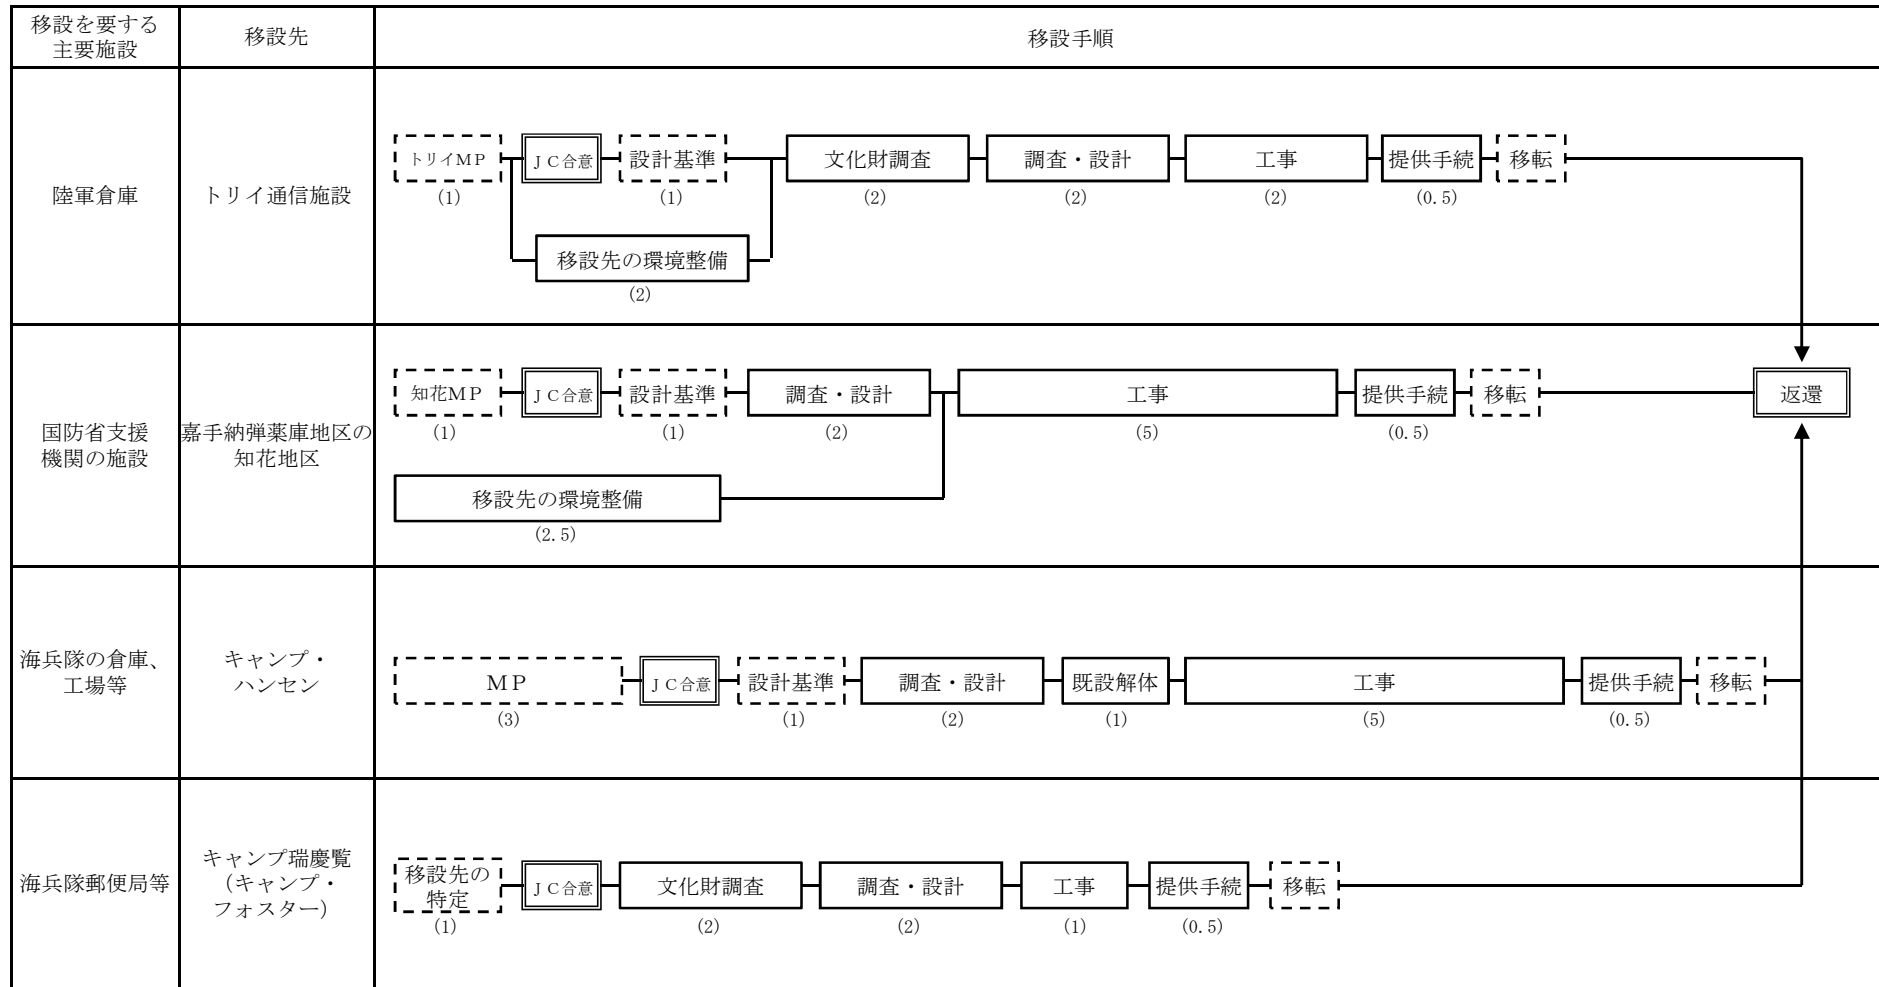 移設を要する
主要施設
移設先
移設手順
陸軍倉庫
トリイ通信施設
トリイMP
(1)
ＪＣ合意
設計基準
(1)
文化財調査
(2)
調査・設計
(2)
工事
(2)
提供手続
(0.5)
移転
移設先の環境整備
(2)
国防省支援
機関の施設
嘉手納弾薬庫地区の
知花地区
知花ＭＰ
(1)
ＪＣ合意
設計基準
(1)
調査・設計
(2)
工事
(5)
提供手続
(0.5)
移転
返還
移設先の環境整備
(2.5)
海兵隊の倉庫、
工場等
キャンプ・
ハンセン
ＭＰ
(3)
ＪＣ合意
設計基準
(1)
調査・設計
(2)
既設解体
(1)
工事
(5)
提供手続
(0.5)
移転
海兵隊郵便局等
キャンプ瑞慶覧
（キャンプ・
フォスター）
移設先の
特定
(1)
ＪＣ合意
文化財調査
(2)
調査・設計
(2)
工事
(1)
提供手続
(0.5)
移転